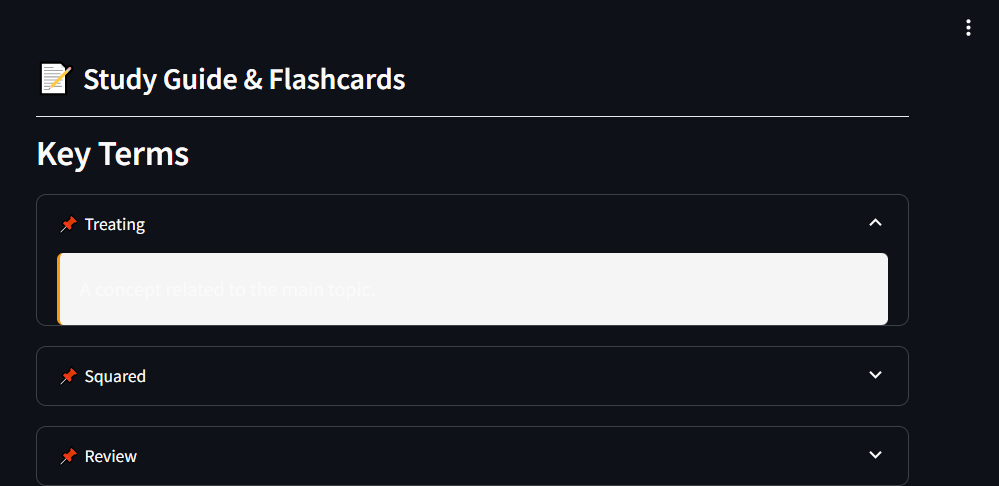 📝 Study Guide & Flashcards
Key Terms
📌 Treating
A concept related to the main topic.
📌 Squared
📌 Review